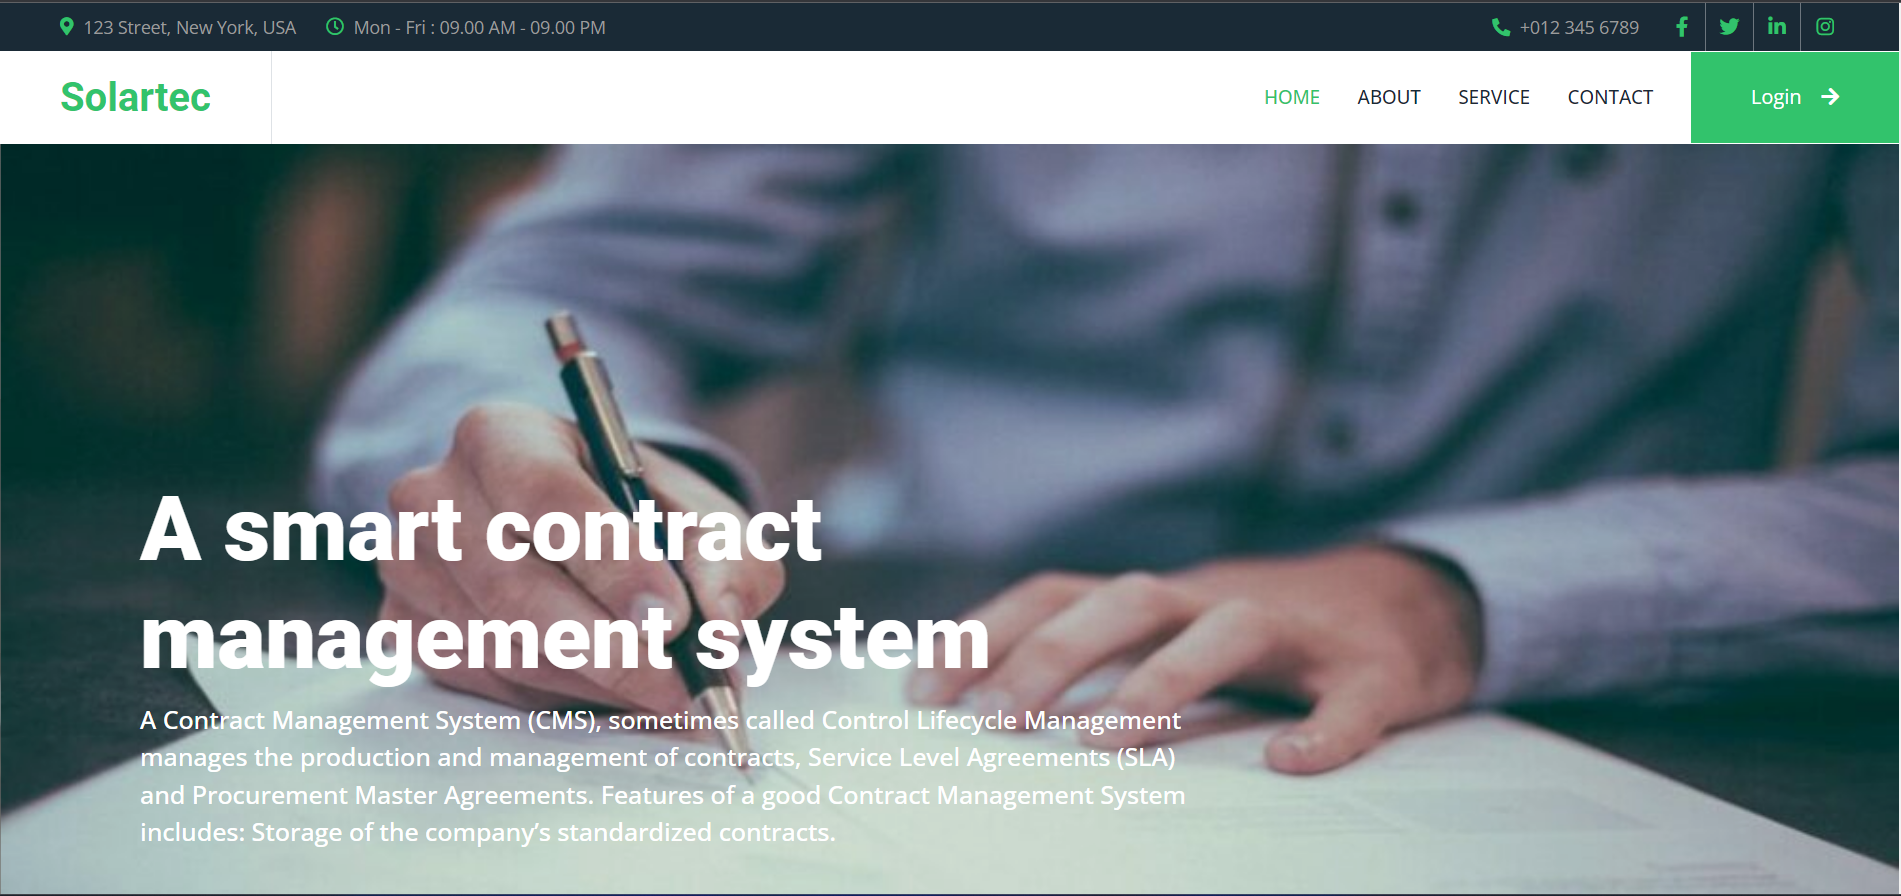 123 Street, New York, USA Mon - Fri : 09.00 AM - 09.00 PM +012 345 6789
Solartec HOME ABOUT SERVICE CONTACT Login
A smart contract
management system
A Contract Management System (CMS), sometimes called Control Lifecycle Management
manages the production and management of contracts, Service Level Agreements (SLA)
and Procurement Master Agreements. Features of a good Contract Management System
includes: Storage of the company’s standardized contracts.